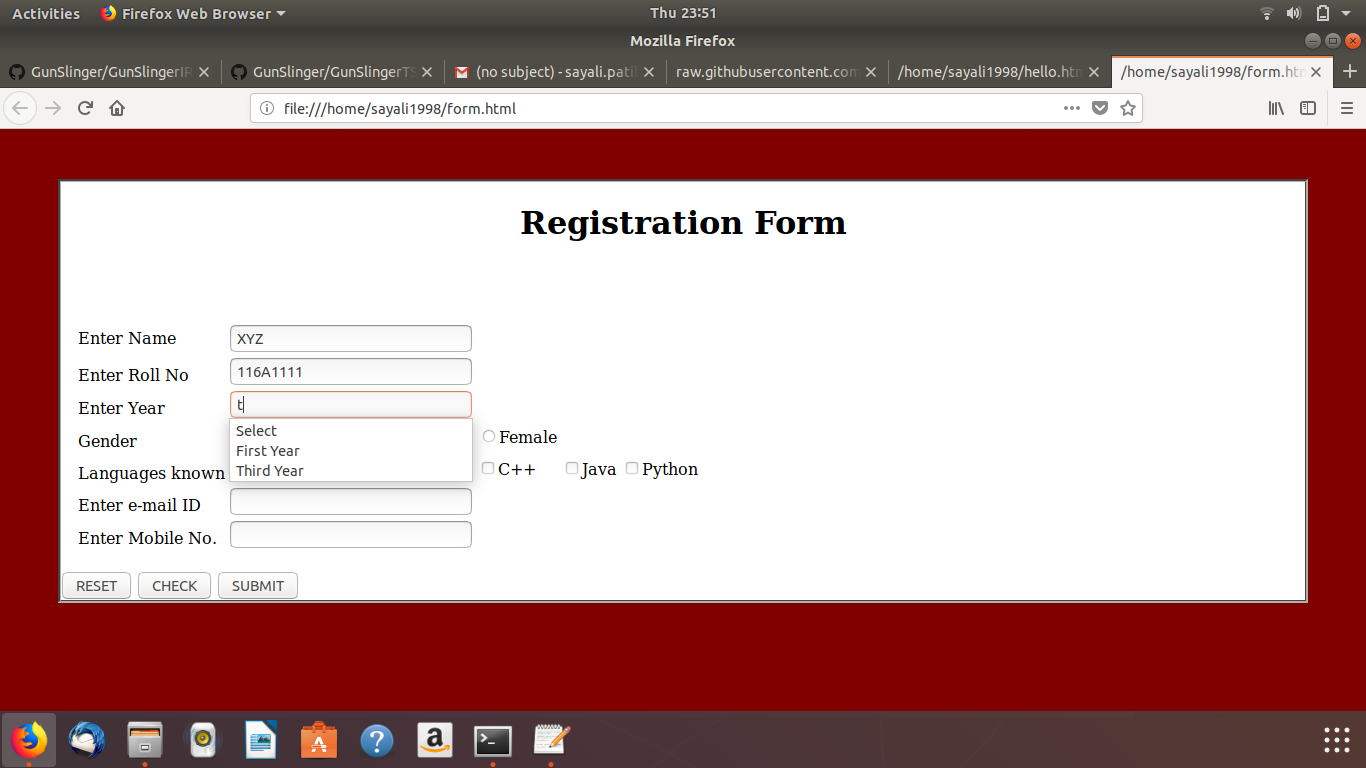 Activities Firefox Web Browser Thu 23:51
Mozilla Firefox
GunSlinger/GunSlingerIR (no subject) - sayali.patil raw.githubusercontent.com /home/sayali1998/hello.htm /home/sayali1998/form.htm
GunSlinger/GunSlingerTS
file:///home/sayali1998/form.html
Registration Form
Enter Name XYZ
Enter Roll No 116A1111
Enter Year t
Select
First Year
Third Year
Gender Female
Languages known C++ Java Python
Enter e-mail ID
Enter Mobile No.
RESET CHECK SUBMIT